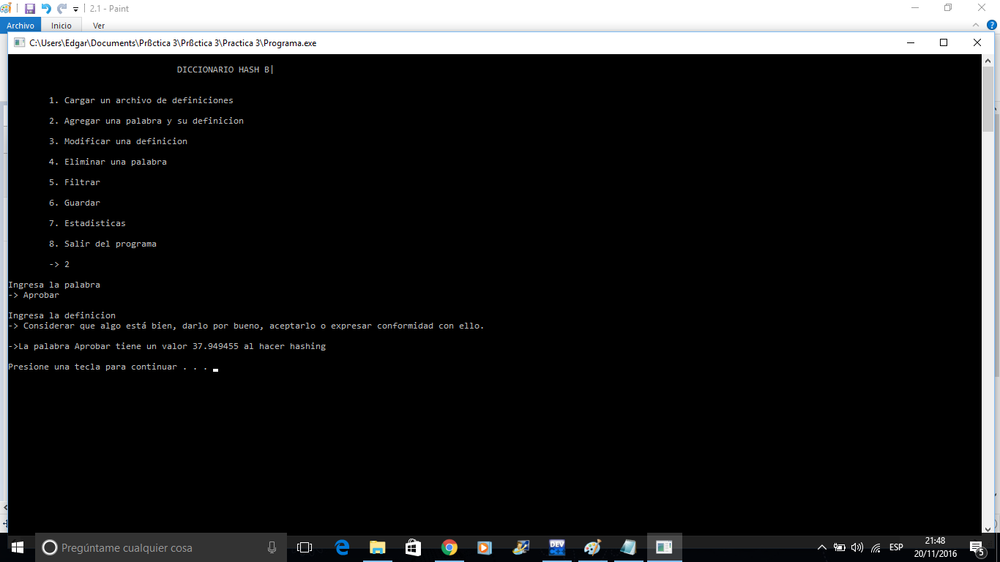 2.1 - Paint
Archivo Inicio Ver
C:\Users\Edgar\Documents\Prßctica 3\Prßctica 3\Practica 3\Programa.exe
DICCIONARIO HASH B|
1. Cargar un archivo de definiciones
2. Agregar una palabra y su definicion
3. Modificar una definicion
4. Eliminar una palabra
5. Filtrar
6. Guardar
7. Estadisticas
8. Salir del programa
-> 2
Ingresa la palabra
-> Aprobar
Ingresa la definicion
-> Considerar que algo está bien, darlo por bueno, aceptarlo o expresar conformidad con ello.
->La palabra Aprobar tiene un valor 37.949455 al hacer hashing
Presione una tecla para continuar . . .
Pregúntame cualquier cosa
DEV
ESP
21:48
20/11/2016
5